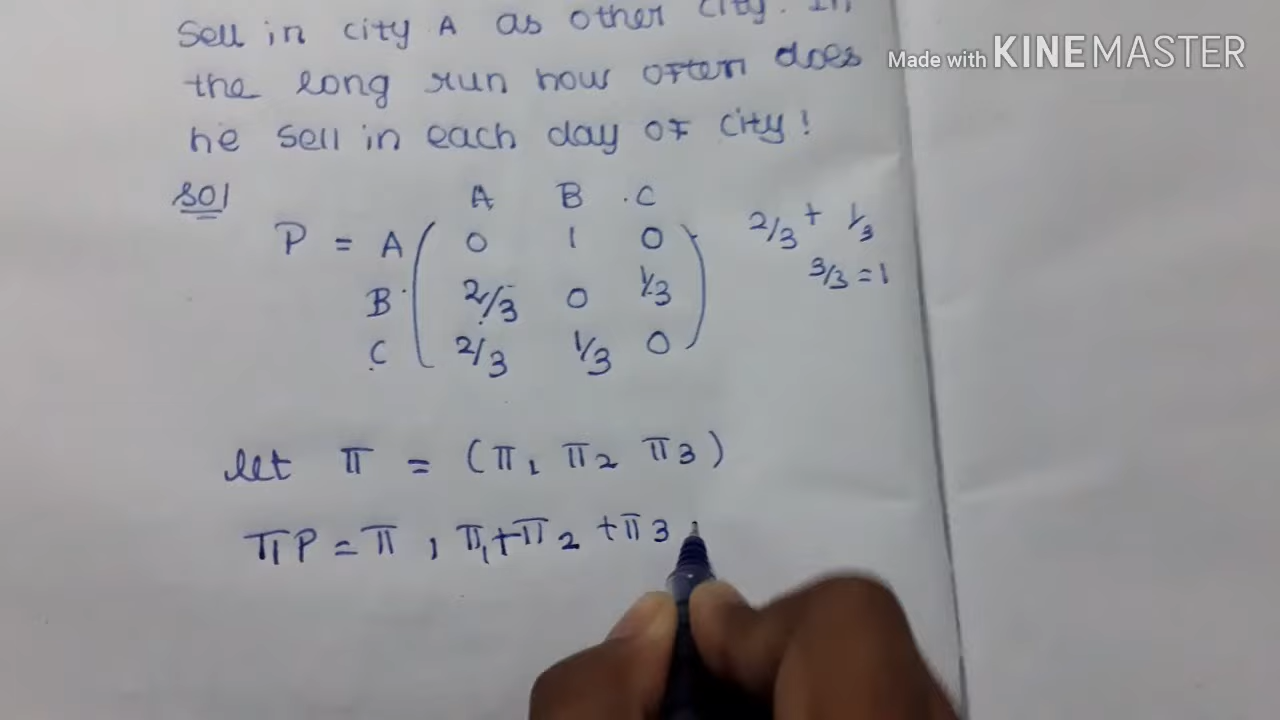 sell in city A as other city. In
Made with KINEMASTER
the long run how often does
he sell in each day of city!
Sol
A B C
P = A ( 0 1 0 )
2/3 + 1/3
3/3 = 1
B 2/3 0 1/3
C 2/3 1/3 0
let π = (π1 π2 π3)
πP = π , π1+π2 +π3